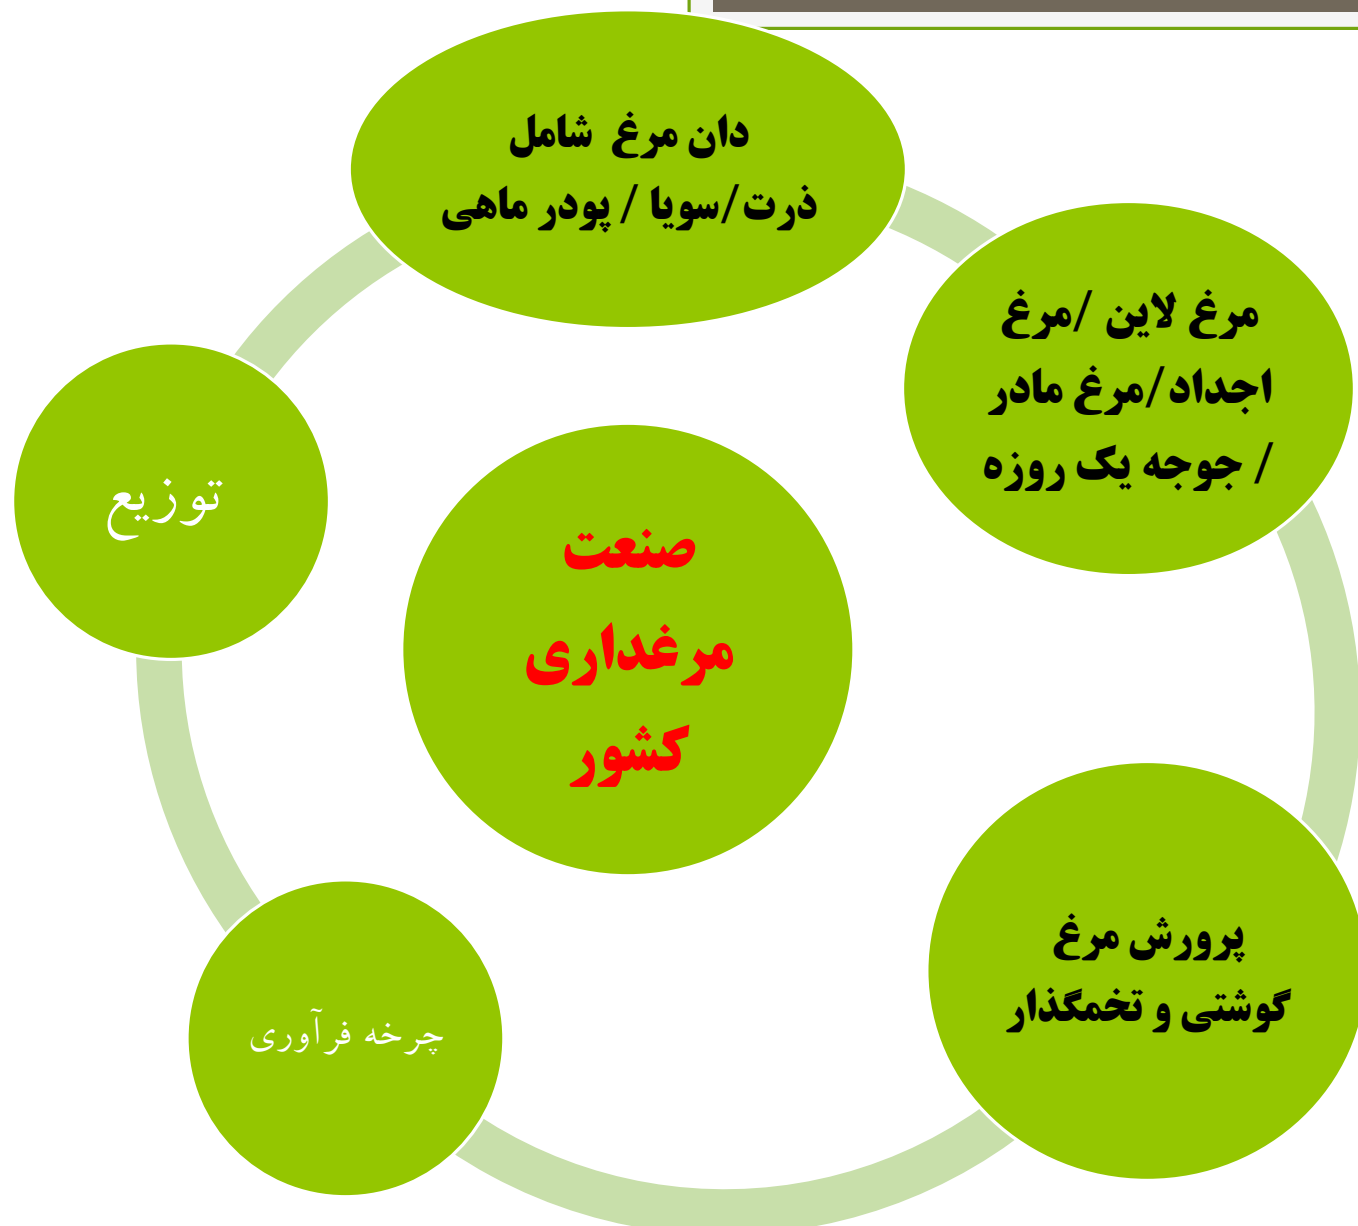 دان مرغ شامل
ذرت/سویا / پودر ماهی
مرغ لاین /مرغ
اجداد/مرغ مادر
/ جوجه یک روزه
پرورش مرغ
گوشتی و تخمگذار
چرخه فرآوری
توزیع
صنعت
مرغداری
کشور